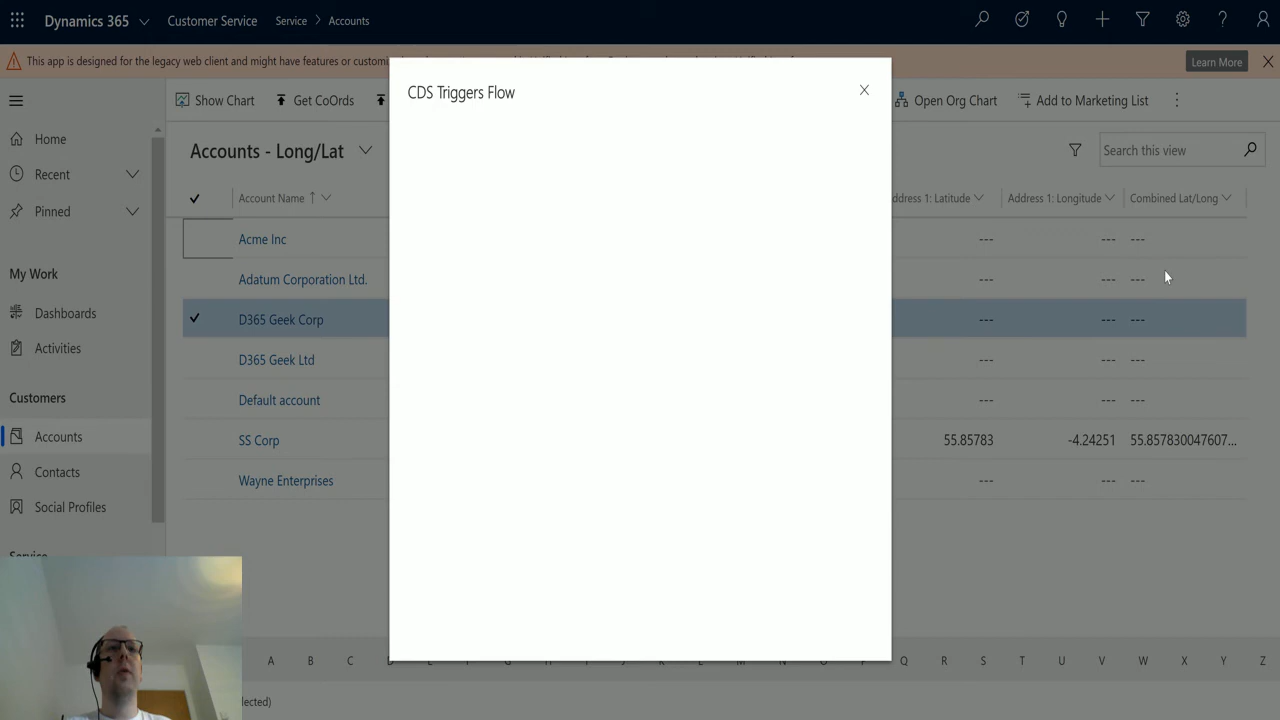 Dynamics 365 Customer Service Service > Accounts
This app is designed for the legacy web client and might have features or customi
Learn More
CDS Triggers Flow
Show Chart Get CoOrds Open Org Chart Add to Marketing List
Home
Accounts - Long/Lat Search this view
Recent
Account Name ↑ ddress 1: Latitude Address 1: Longitude Combined Lat/Long
Pinned
Acme Inc --- --- ---
My Work
Adatum Corporation Ltd. --- --- ---
Dashboards
D365 Geek Corp --- --- ---
Activities
D365 Geek Ltd --- --- ---
Customers
Default account --- --- ---
Accounts
SS Corp 55.85783 -4.24251 55.857830047607...
Contacts
Wayne Enterprises --- --- ---
Social Profiles
Service
A B C Q R S T U V W X Y Z
lected)